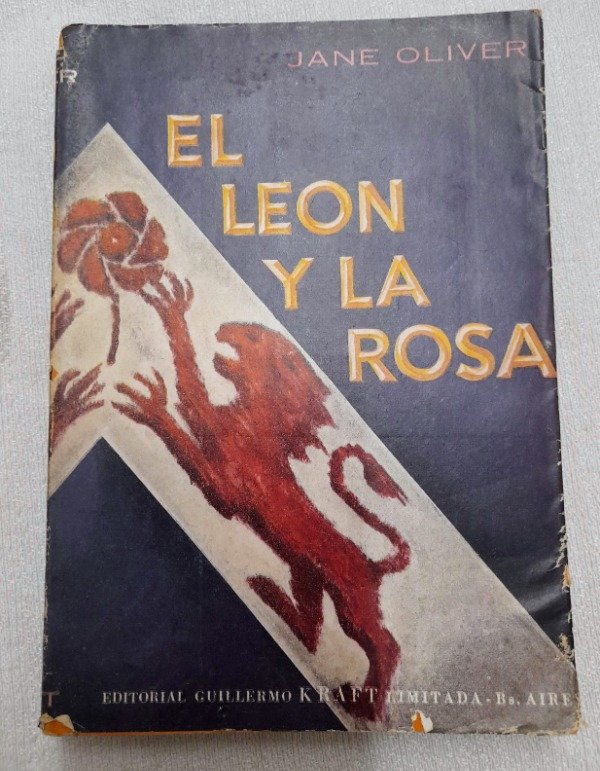 JANE OLIVER
EL
LEON
Y LA
ROSA
EDITORIAL GUILLERMO KRAFT LIMITADA - Bs. AIRES